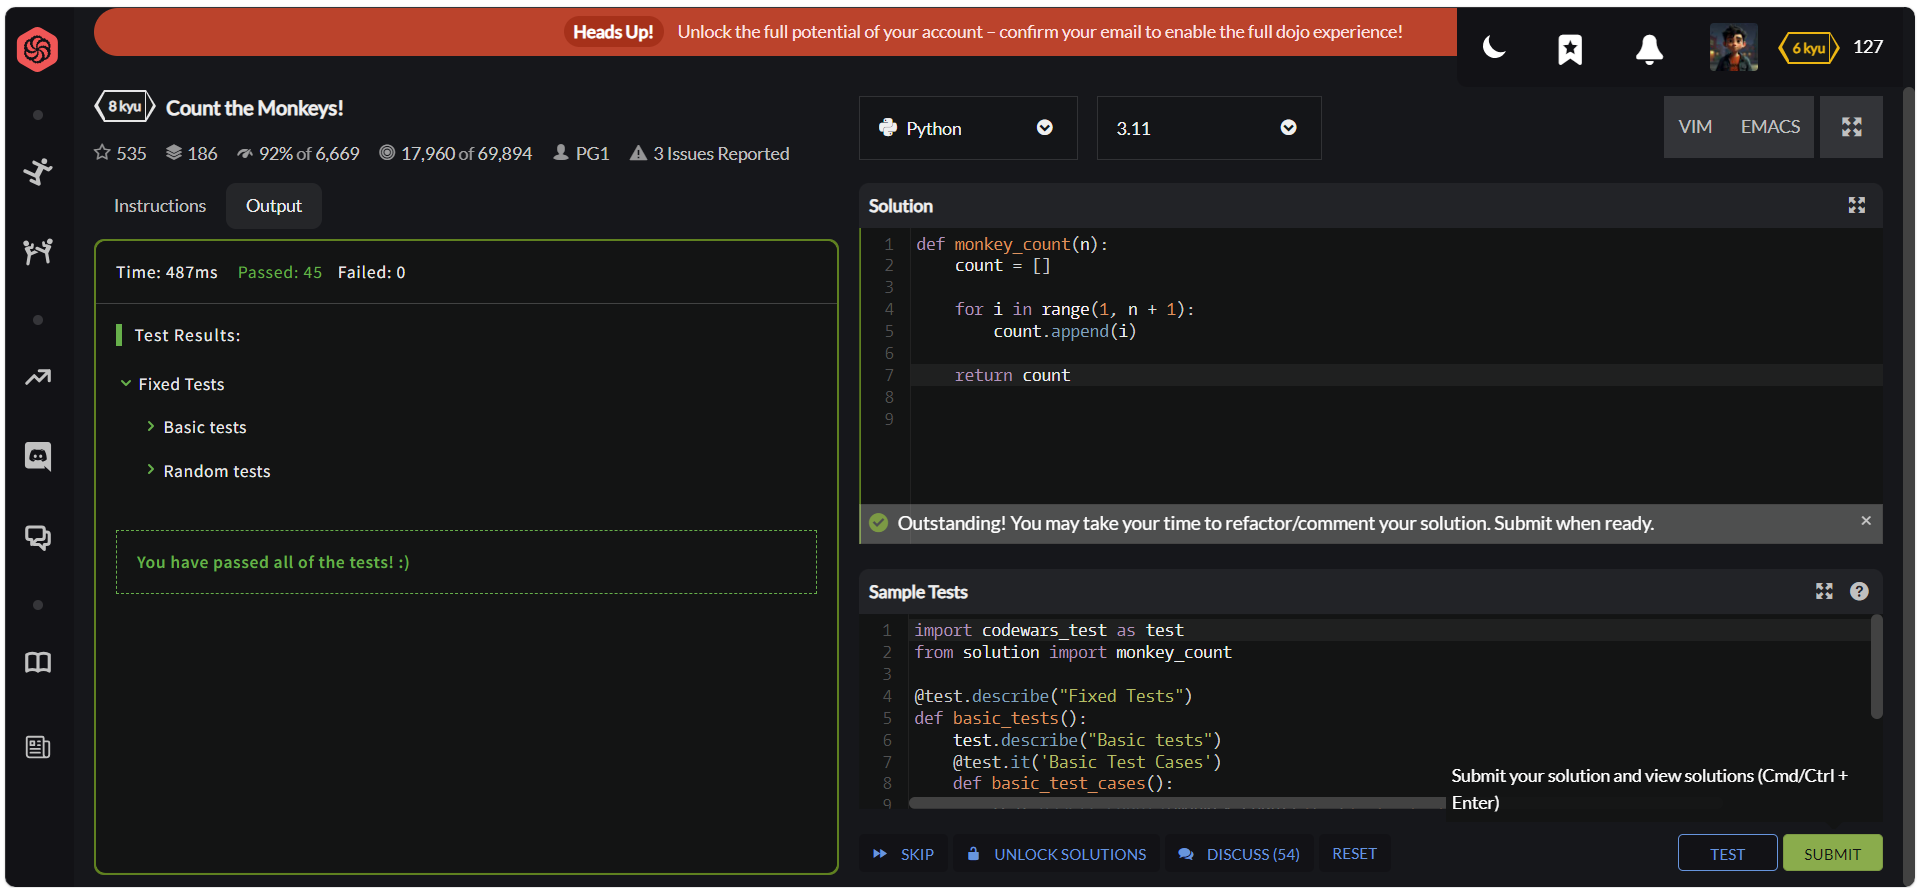 Heads Up! Unlock the full potential of your account – confirm your email to enable the full dojo experience!
6 kyu 127
8 kyu Count the Monkeys!
535 186 92% of 6,669 17,960 of 69,894 PG1 3 Issues Reported
Python
3.11
VIM EMACS
Instructions Output
Time: 487ms Passed: 45 Failed: 0
Test Results:
Fixed Tests
Basic tests
Random tests
You have passed all of the tests! :)
Solution
1 def monkey_count(n):
2     count = []
3
4     for i in range(1, n + 1):
5         count.append(i)
6
7     return count
8
9
Outstanding! You may take your time to refactor/comment your solution. Submit when ready.
Sample Tests
1 import codewars_test as test
2 from solution import monkey_count
3
4 @test.describe("Fixed Tests")
5 def basic_tests():
6     test.describe("Basic tests")
7     @test.it('Basic Test Cases')
8     def basic_test_cases():
9
Submit your solution and view solutions (Cmd/Ctrl +
Enter)
SKIP UNLOCK SOLUTIONS DISCUSS (54) RESET TEST SUBMIT